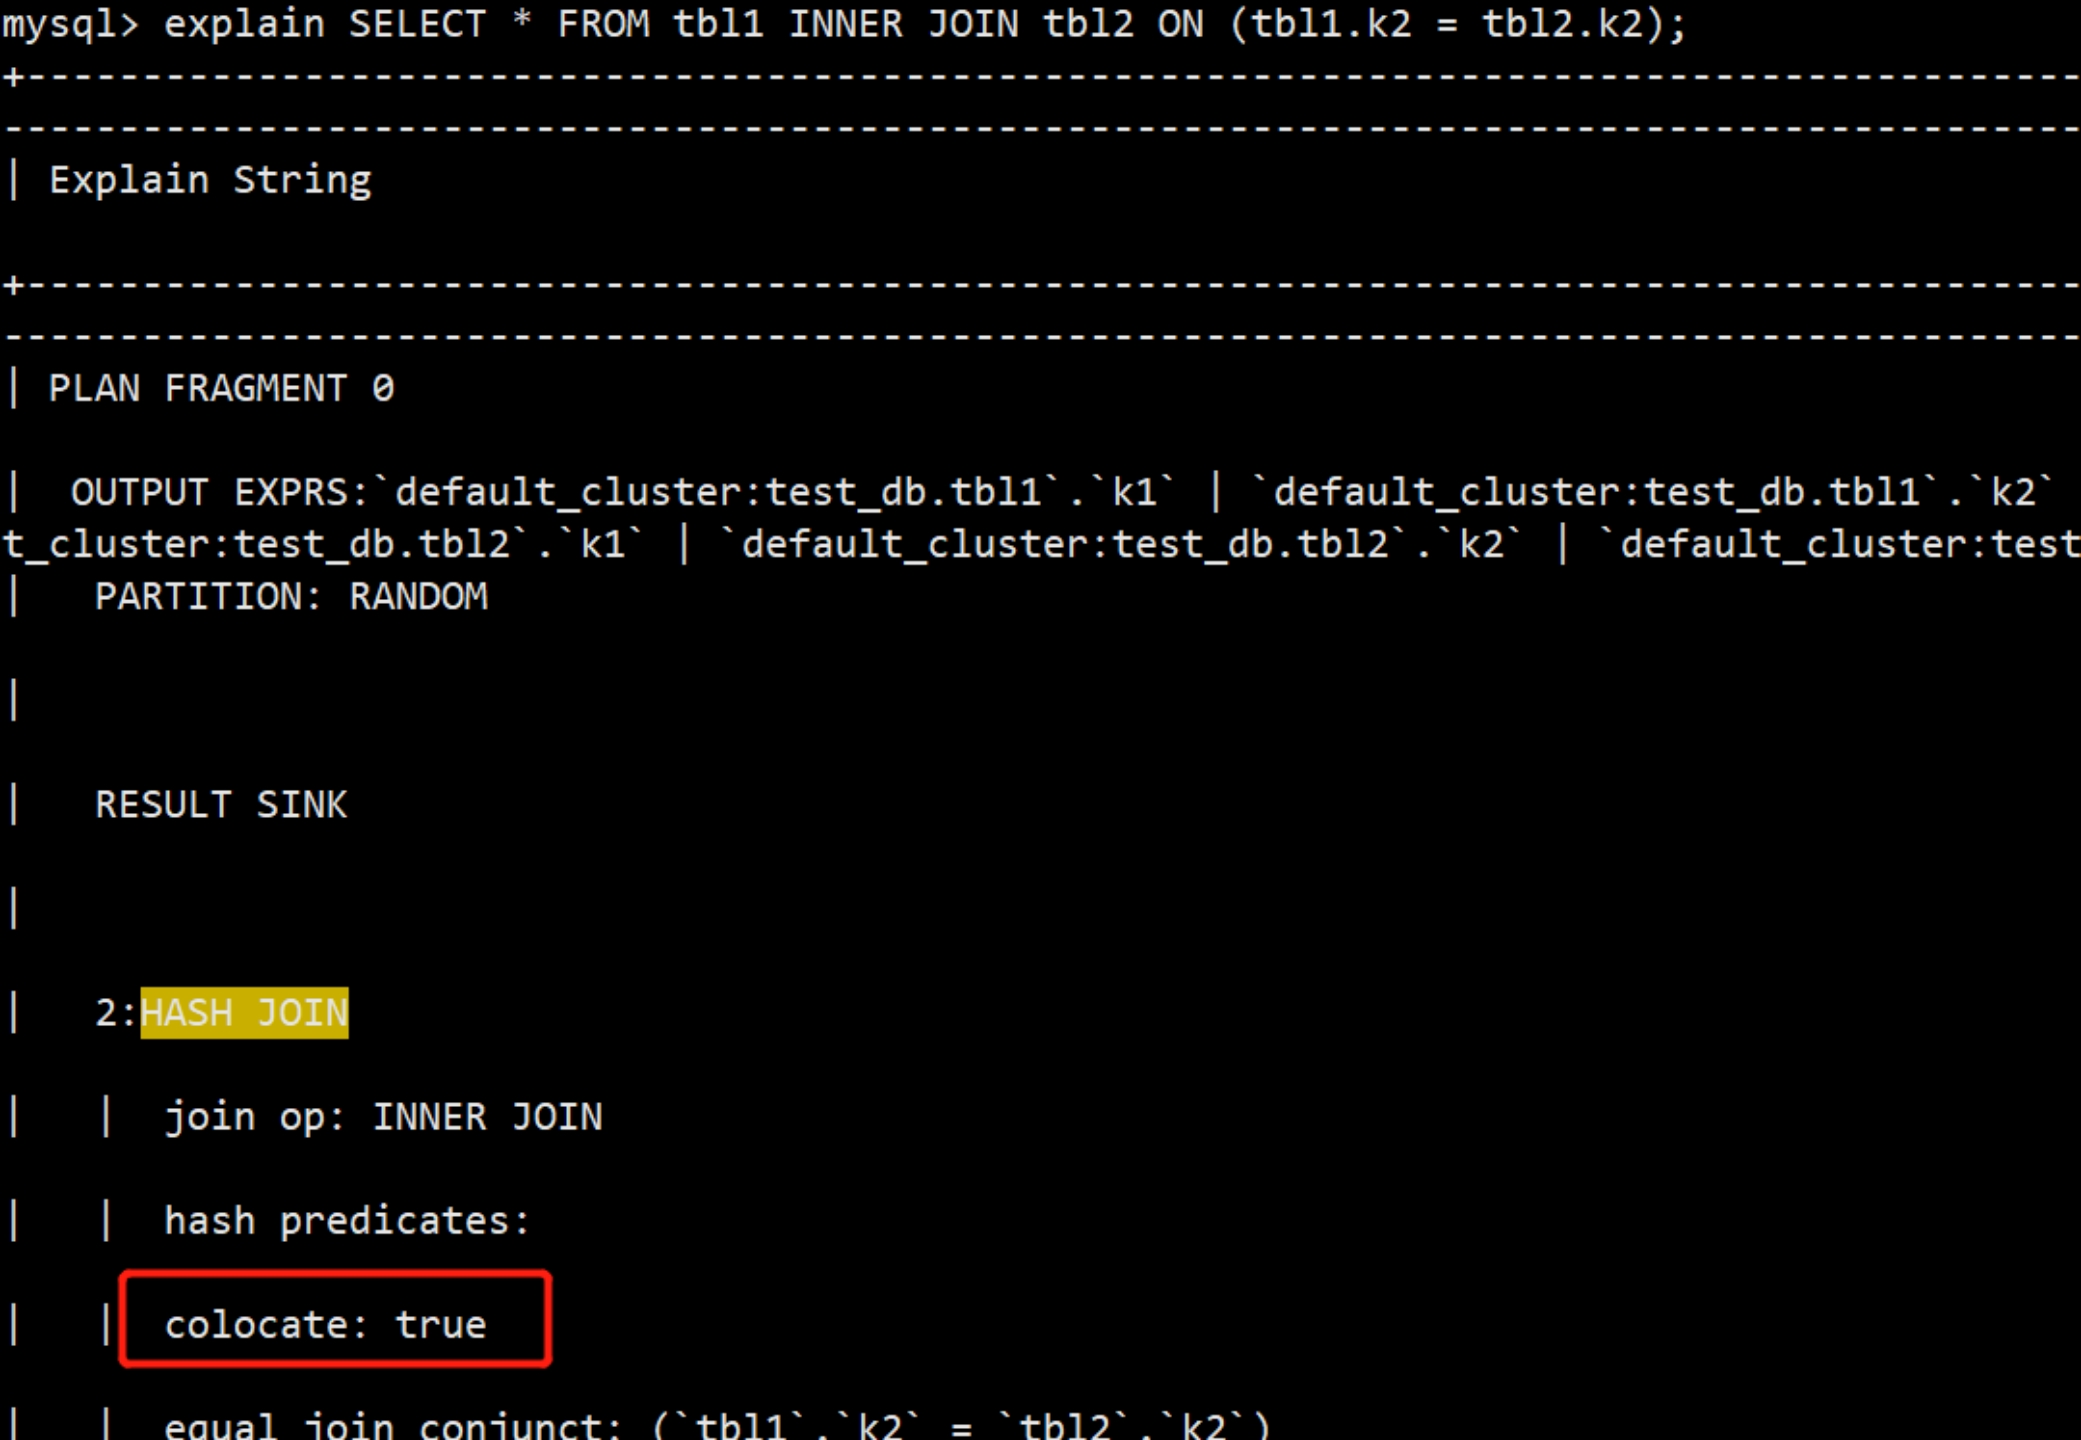 mysql> explain SELECT * FROM tbl1 INNER JOIN tbl2 ON (tbl1.k2 = tbl2.k2);
+------------------------------------------------------------------------------------------
------------------------------------------------------------------------------------------
| Explain String
+------------------------------------------------------------------------------------------
------------------------------------------------------------------------------------------
| PLAN FRAGMENT 0
|  OUTPUT EXPRS:`default_cluster:test_db.tbl1`.`k1` | `default_cluster:test_db.tbl1`.`k2`
t_cluster:test_db.tbl2`.`k1` | `default_cluster:test_db.tbl2`.`k2` | `default_cluster:test
|   PARTITION: RANDOM
|
|   RESULT SINK
|
|   2:HASH JOIN
|   |  join op: INNER JOIN
|   |  hash predicates:
|   |  colocate: true
|   |  equal join conjunct: (`tbl1`.`k2` = `tbl2`.`k2`)